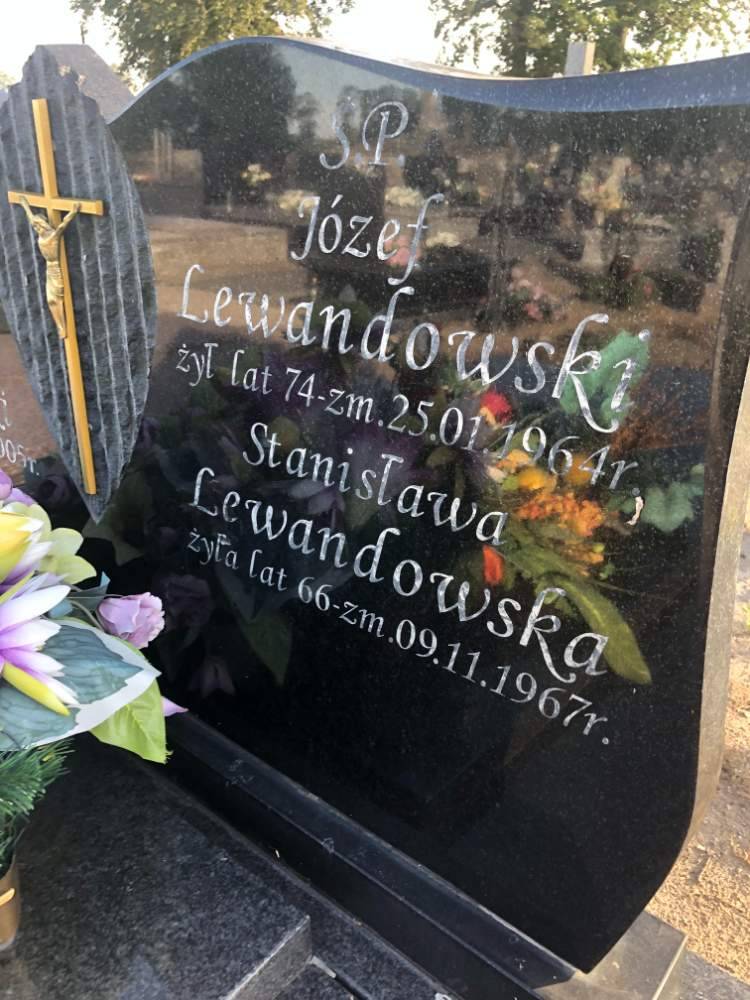 Ś.P.
Józef
Lewandowski
żył lat 74-zm.25.01.1964r.
Stanisława
Lewandowska
żyła lat 66-zm.09.11.1967r.